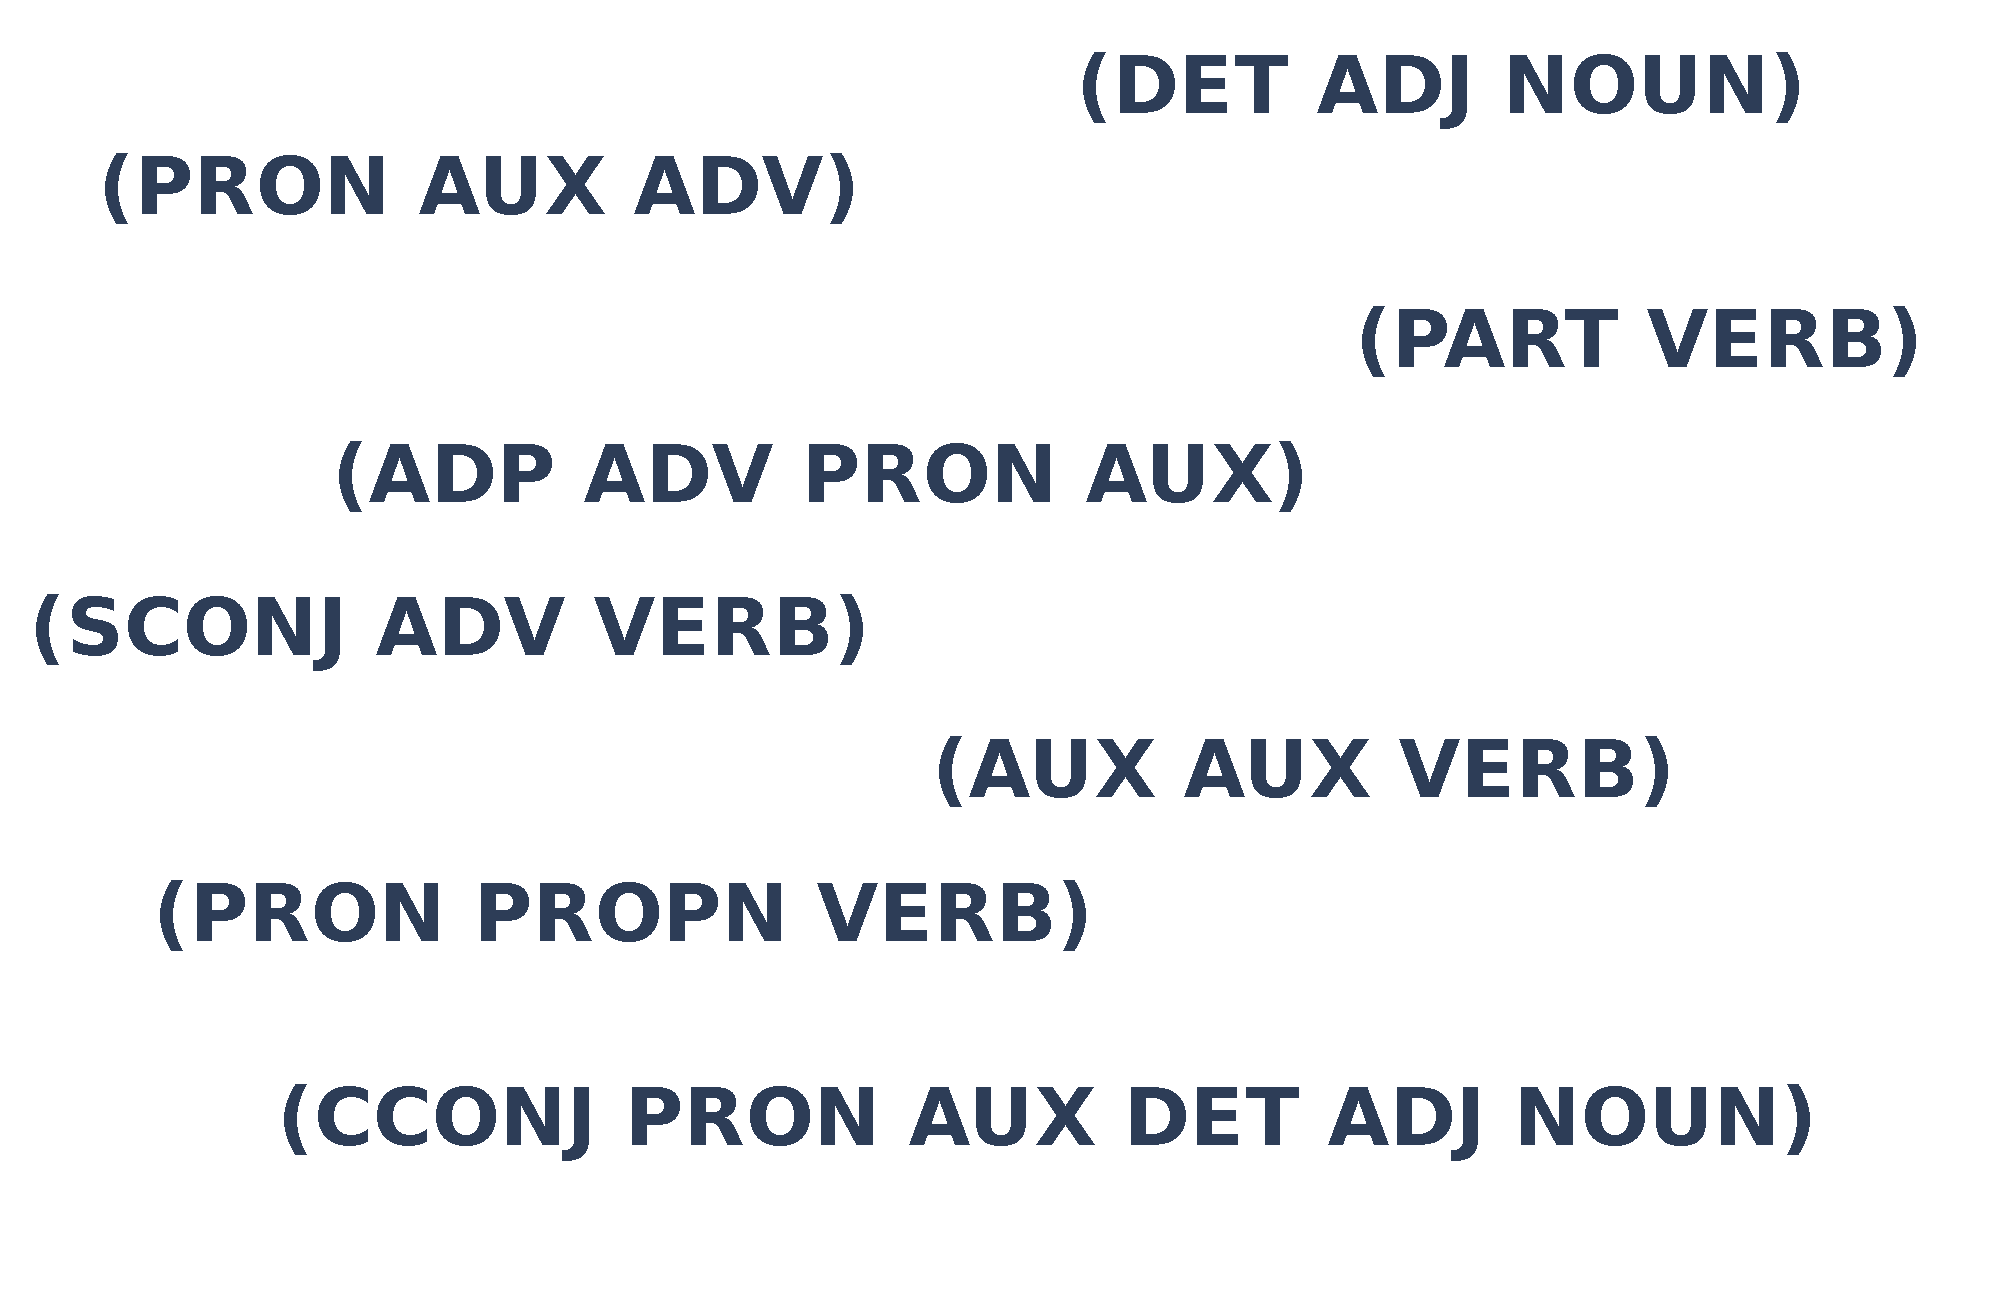 (DET ADJ NOUN)
(PRON AUX ADV)
(PART VERB)
(ADP ADV PRON AUX)
(SCONJ ADV VERB)
(AUX AUX VERB)
(PRON PROPN VERB)
(CCONJ PRON AUX DET ADJ NOUN)